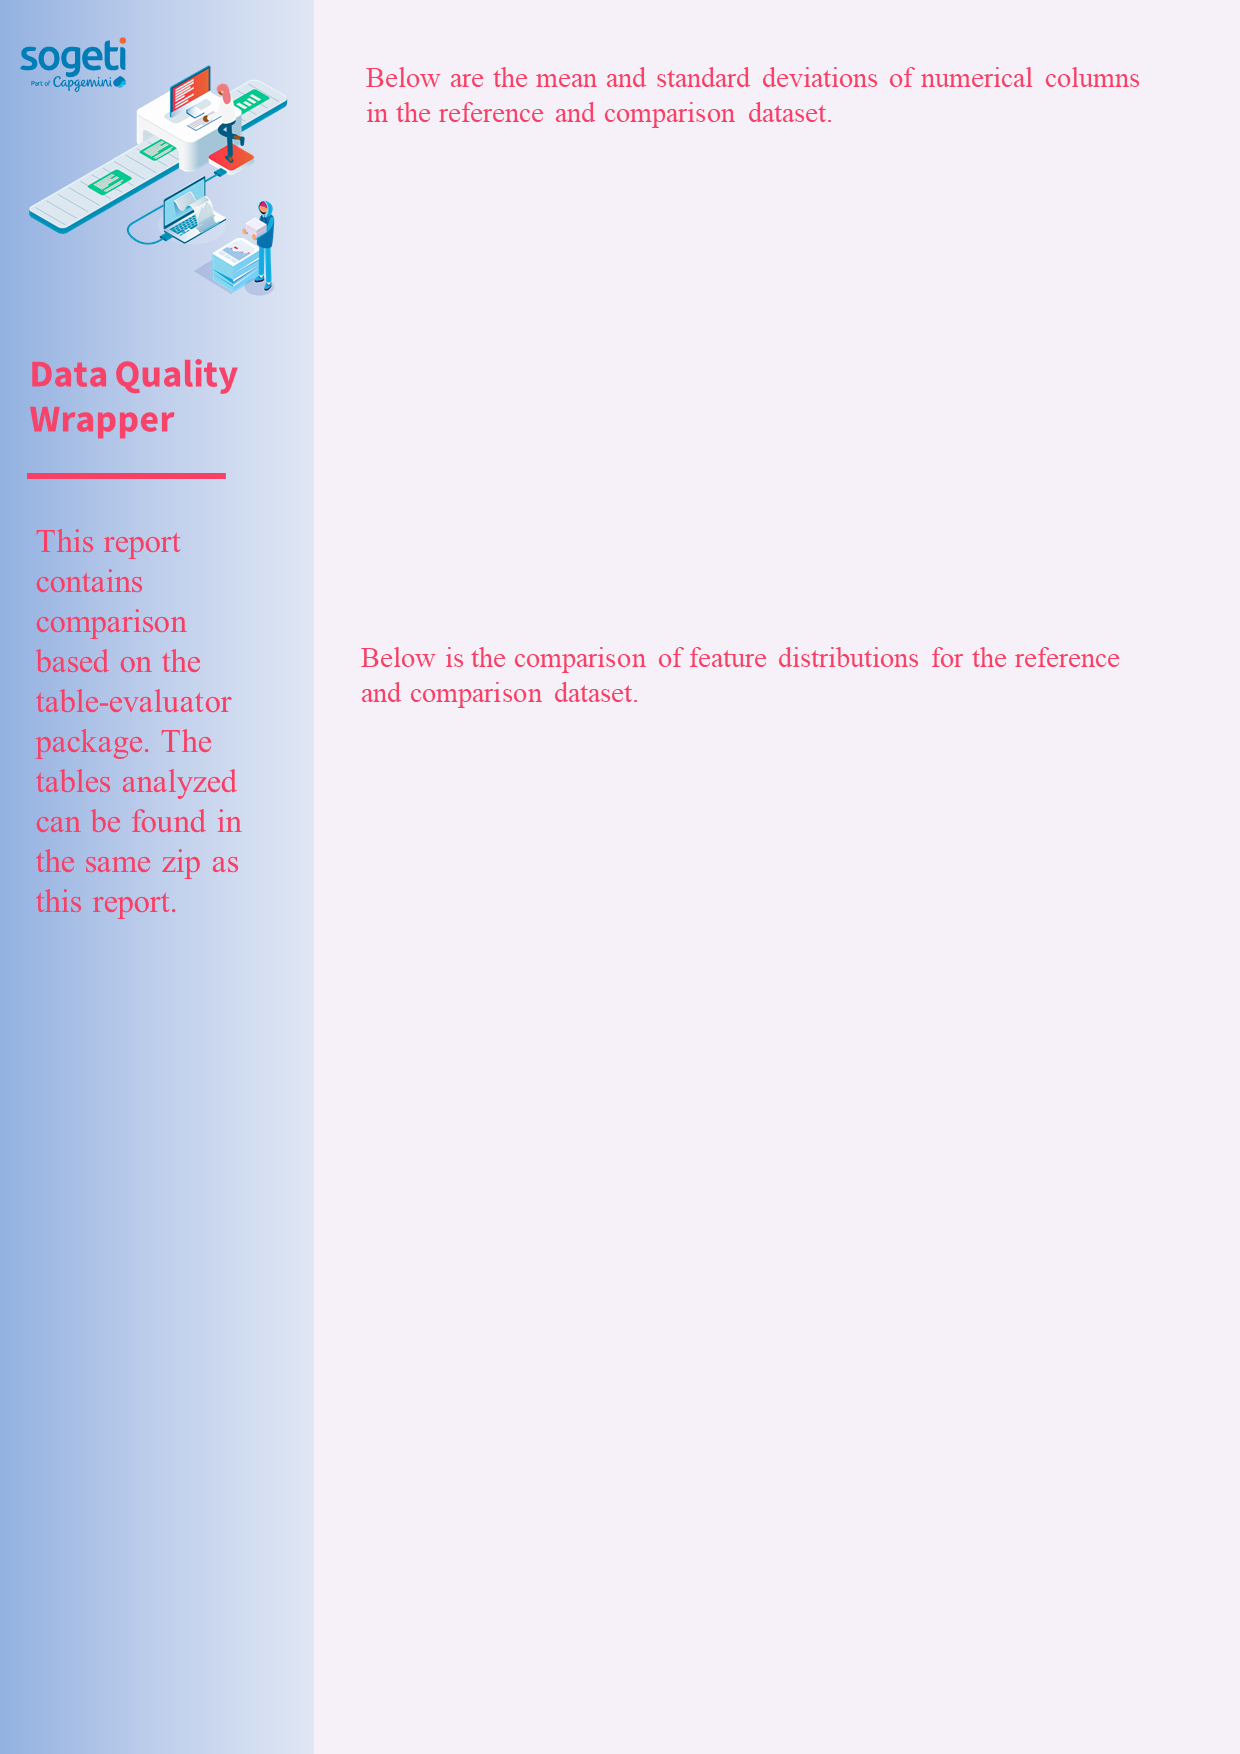 sogeti
Part of Capgemini
Data Quality
Wrapper
This report
contains
comparison
based on the
table-evaluator
package. The
tables analyzed
can be found in
the same zip as
this report.
Below are the mean and standard deviations of numerical columns
in the reference and comparison dataset.
Below is the comparison of feature distributions for the reference
and comparison dataset.